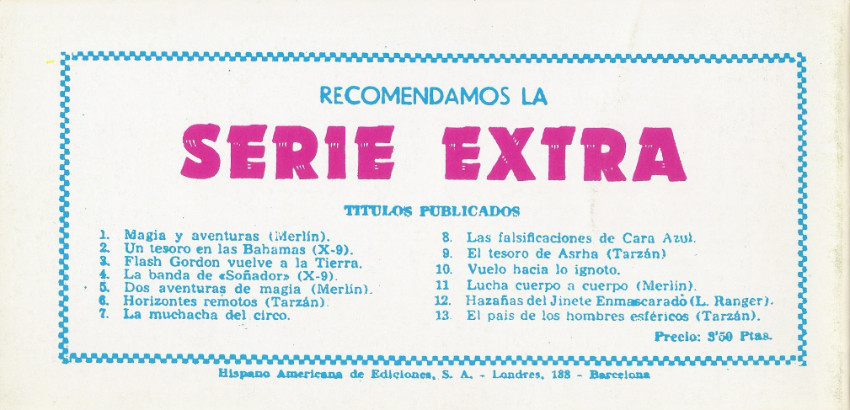 RECOMENDAMOS LA
SERIE EXTRA
TITULOS PUBLICADOS
1. Magia y aventuras (Merlín).
2. Un tesoro en las Bahamas (X-9).
3. Flash Gordon vuelve a la Tierra.
4. La banda de «Soñador» (X-9).
5. Dos aventuras de magia (Merlín).
6. Horizontes remotos (Tarzán).
7. La muchacha del circo.
8. Las falsificaciones de Cara Azul.
9. El tesoro de Asrha (Tarzán)
10. Vuelo hacia lo ignoto.
11 Lucha cuerpo a cuerpo (Merlín).
12. Hazañas del Jinete Enmascarado (L. Ranger).
13. El país de los hombres esféricos (Tarzán).
Precio: 3'50 Ptas.
Hispano Americana de Ediciones, S. A. - Londres, 188 - Barcelona